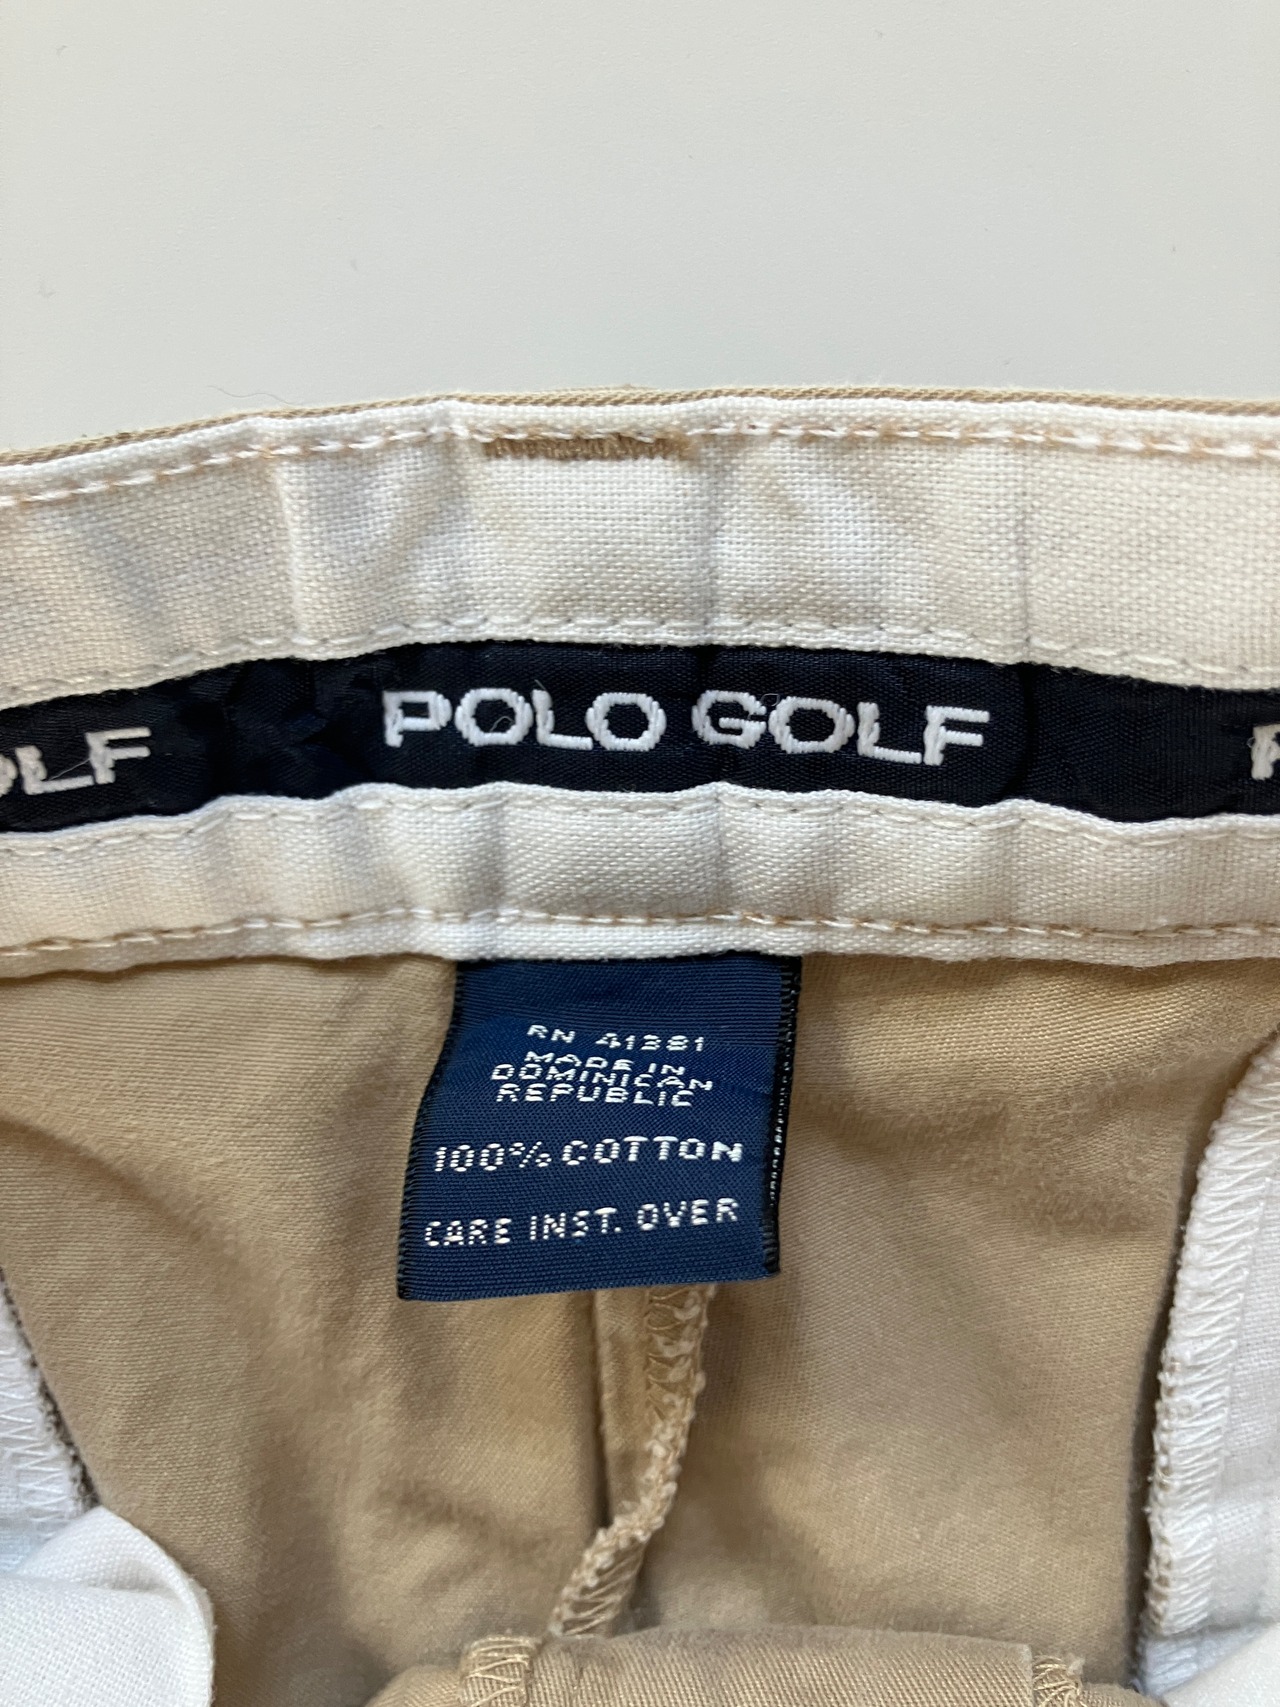 OLF POLO GOLF P
RN 41381
MADE IN
DOMINICAN
REPUBLIC
100% COTTON
CARE INST. OVER